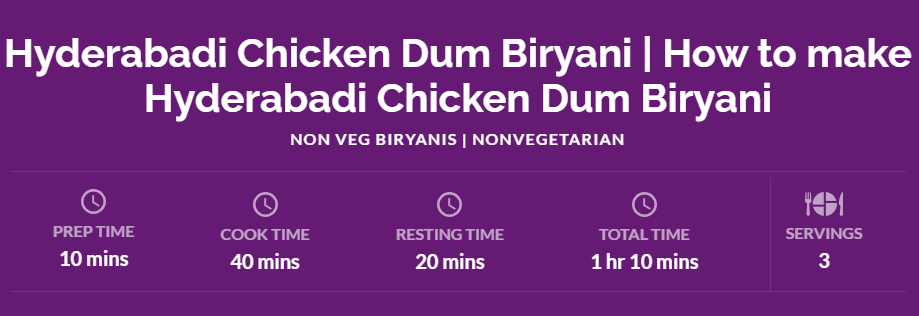 Hyderabadi Chicken Dum Biryani | How to make
Hyderabadi Chicken Dum Biryani
NON VEG BIRYANIS | NONVEGETARIAN
PREP TIME
10 mins
COOK TIME
40 mins
RESTING TIME
20 mins
TOTAL TIME
1 hr 10 mins
SERVINGS
3